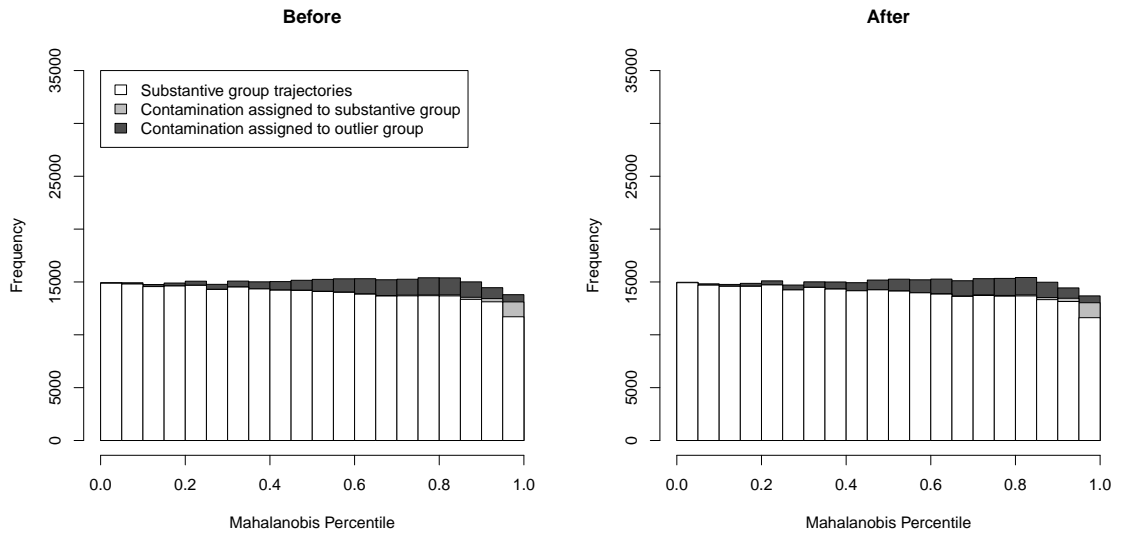 Before
35000
25000
15000
5000
0
Frequency
Substantive group trajectories
Contamination assigned to substantive group
Contamination assigned to outlier group
0.0 0.2 0.4 0.6 0.8 1.0
Mahalanobis Percentile
After
35000
25000
15000
5000
0
Frequency
0.0 0.2 0.4 0.6 0.8 1.0
Mahalanobis Percentile